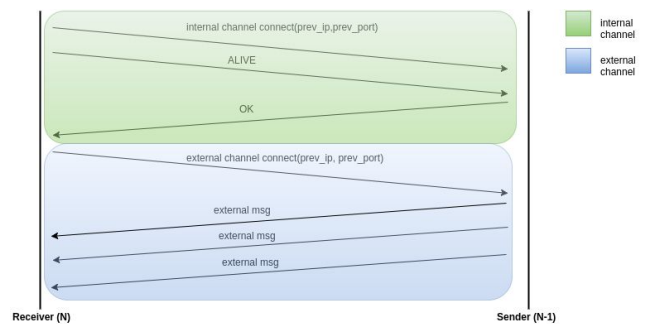 internal channel connect(prev_ip,prev_port)
ALIVE
OK
external channel connect(prev_ip, prev_port)
external msg
external msg
external msg
Receiver (N)
Sender (N-1)
internal
channel
external
channel